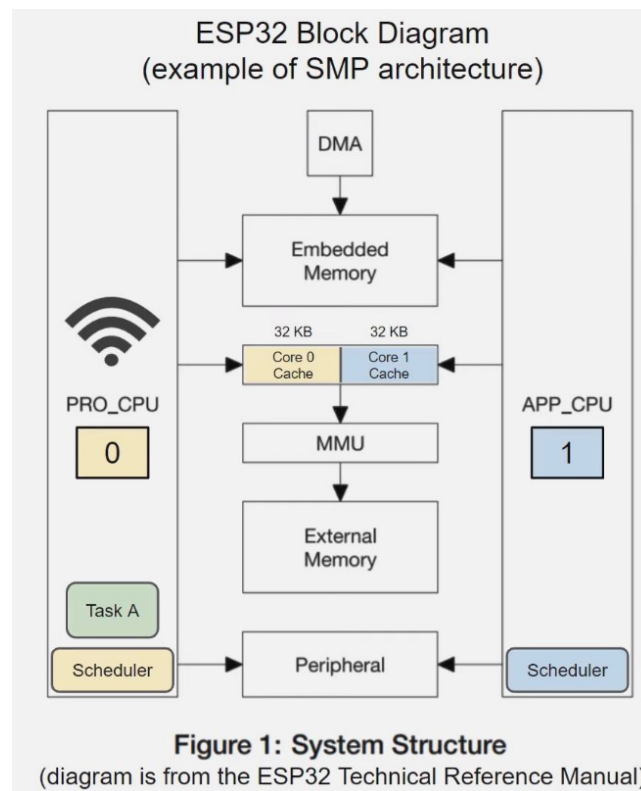 ESP32 Block Diagram
(example of SMP architecture)
DMA
Embedded
Memory
32 KB
32 KB
Core 0
Cache
Core 1
Cache
PRO_CPU
0
APP_CPU
1
MMU
External
Memory
Task A
Scheduler
Peripheral
Scheduler
Figure 1: System Structure
(diagram is from the ESP32 Technical Reference Manual)